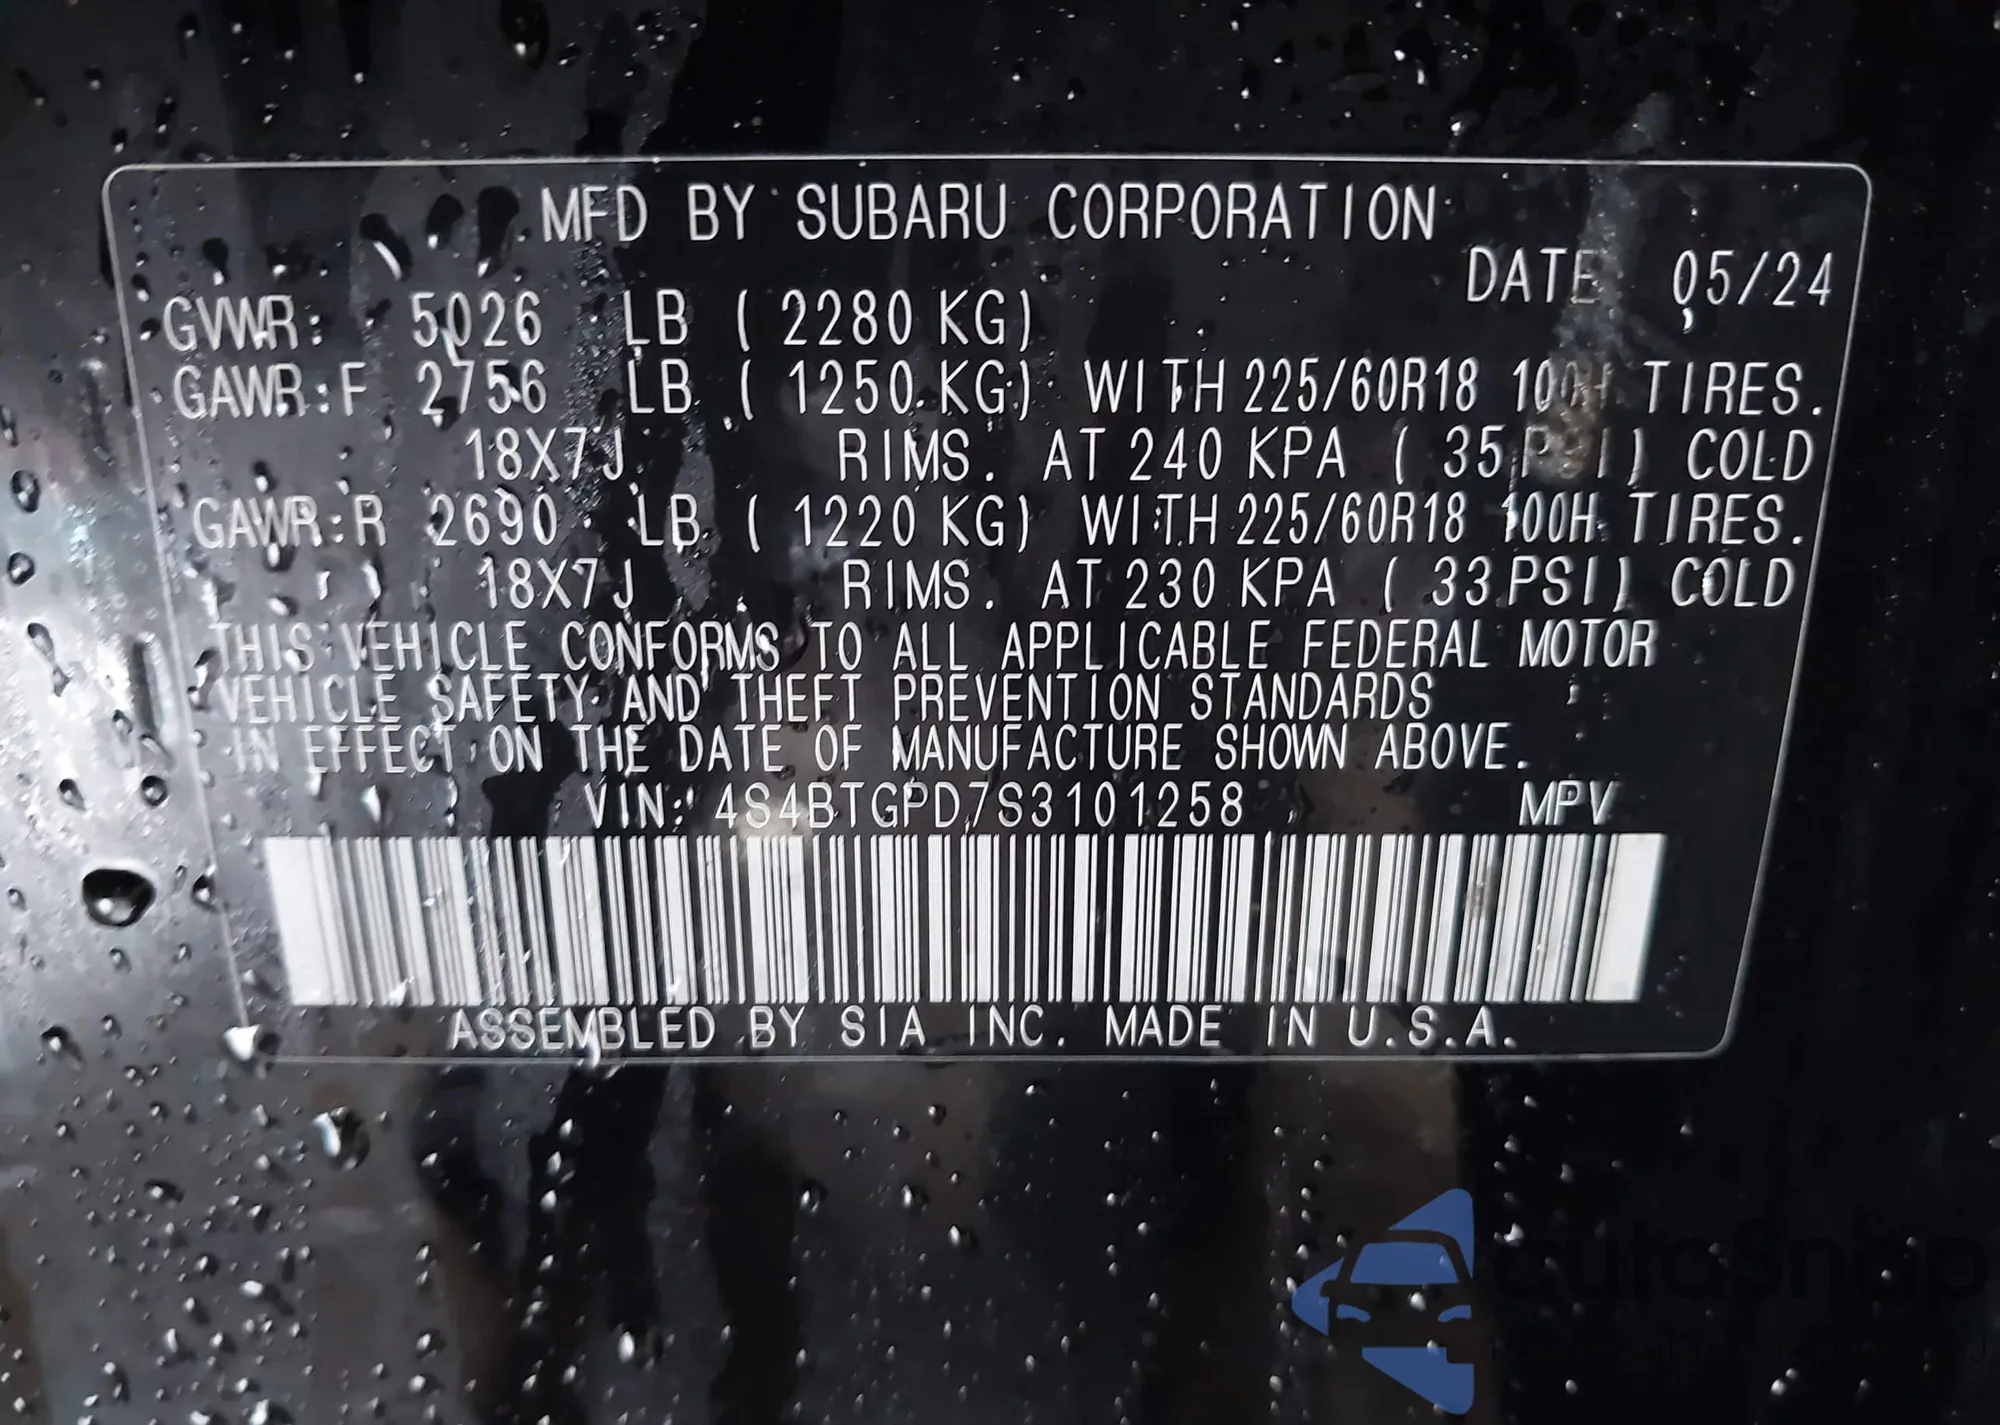 MFD BY SUBARU CORPORATION
DATE 05/24
GVWR: 5026 LB ( 2280 KG)
GAWR:F 2756 LB ( 1250 KG) WITH 225/60R18 100H TIRES.
18X7J RIMS. AT 240 KPA ( 35 PSI) COLD
GAWR:R 2690 LB ( 1220 KG) WITH 225/60R18 100H TIRES.
18X7J RIMS. AT 230 KPA ( 33 PSI) COLD
THIS VEHICLE CONFORMS TO ALL APPLICABLE FEDERAL MOTOR
VEHICLE SAFETY AND THEFT PREVENTION STANDARDS
IN EFFECT ON THE DATE OF MANUFACTURE SHOWN ABOVE.
VIN: 4S4BTGPD7S3101258 MPV
ASSEMBLED BY SIA INC. MADE IN U.S.A.
autoSnap